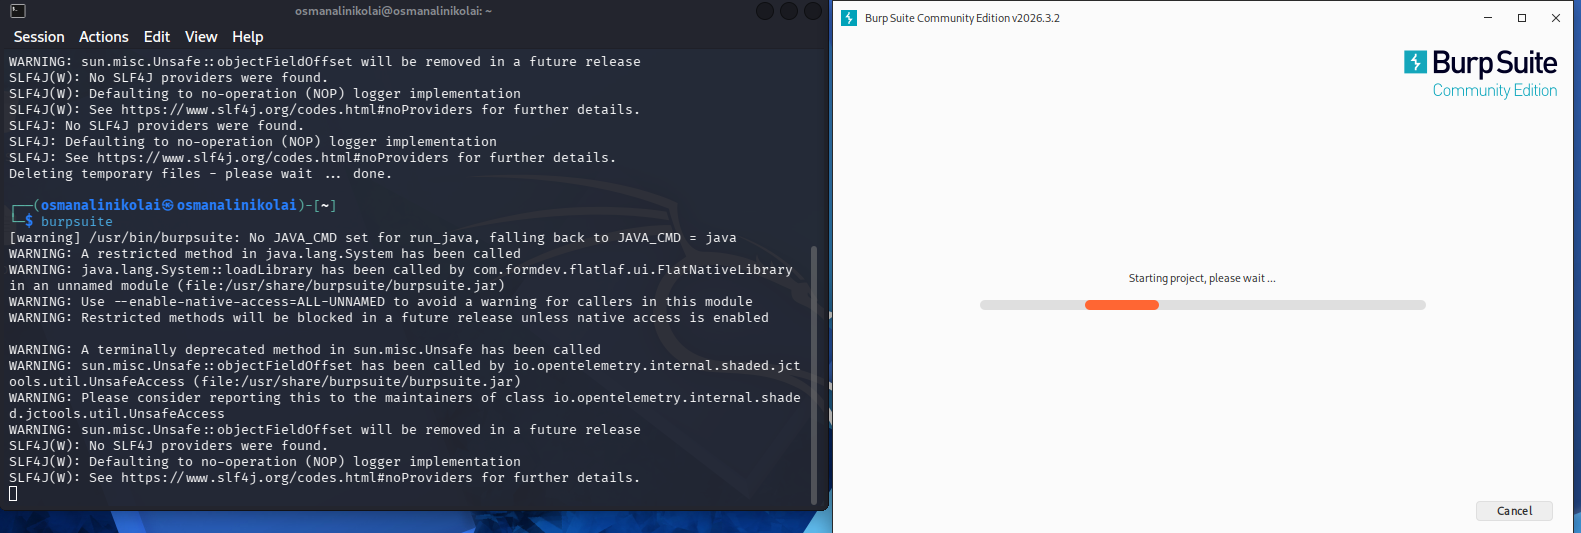 osmanalinikolai@osmanalinikolai: ~
Session Actions Edit View Help
WARNING: sun.misc.Unsafe::objectFieldOffset will be removed in a future release
SLF4J(W): No SLF4J providers were found.
SLF4J(W): Defaulting to no-operation (NOP) logger implementation
SLF4J(W): See https://www.slf4j.org/codes.html#noProviders for further details.
SLF4J: No SLF4J providers were found.
SLF4J: Defaulting to no-operation (NOP) logger implementation
SLF4J: See https://www.slf4j.org/codes.html#noProviders for further details.
Deleting temporary files - please wait ... done.
┌──(osmanalinikolai㉿osmanalinikolai)-[~]
└─$ burpsuite
[warning] /usr/bin/burpsuite: No JAVA_CMD set for run_java, falling back to JAVA_CMD = java
WARNING: A restricted method in java.lang.System has been called
WARNING: java.lang.System::loadLibrary has been called by com.formdev.flatlaf.ui.FlatNativeLibrary
in an unnamed module (file:/usr/share/burpsuite/burpsuite.jar)
WARNING: Use --enable-native-access=ALL-UNNAMED to avoid a warning for callers in this module
WARNING: Restricted methods will be blocked in a future release unless native access is enabled
WARNING: A terminally deprecated method in sun.misc.Unsafe has been called
WARNING: sun.misc.Unsafe::objectFieldOffset has been called by io.opentelemetry.internal.shaded.jct
ools.util.UnsafeAccess (file:/usr/share/burpsuite/burpsuite.jar)
WARNING: Please consider reporting this to the maintainers of class io.opentelemetry.internal.shade
d.jctools.util.UnsafeAccess
WARNING: sun.misc.Unsafe::objectFieldOffset will be removed in a future release
SLF4J(W): No SLF4J providers were found.
SLF4J(W): Defaulting to no-operation (NOP) logger implementation
SLF4J(W): See https://www.slf4j.org/codes.html#noProviders for further details.
Burp Suite Community Edition v2026.3.2
Burp Suite
Community Edition
Starting project, please wait ...
Cancel